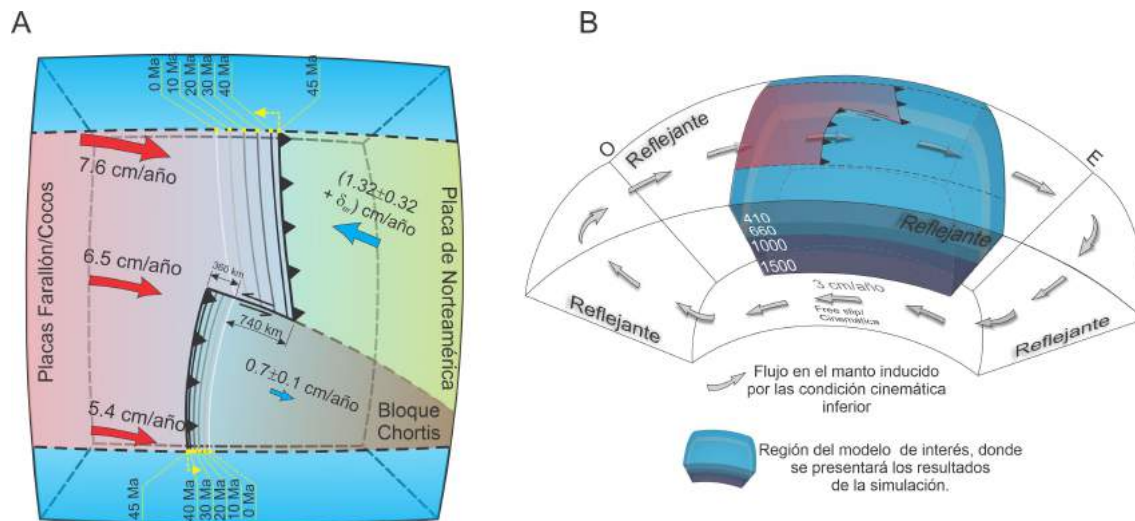 A
0 Ma
10 Ma
20 Ma
30 Ma
40 Ma
45 Ma
7.6 cm/año
(1.32±0.32
+ δ) cm/año
Placas Farallón/Cocos
Placa de Norteamérica
6.5 cm/año
360 km
740 km
0.7±0.1 cm/año
5.4 cm/año
Bloque
Chortis
45 Ma
40 Ma
30 Ma
20 Ma
10 Ma
0 Ma
B
O
Reflejante
E
410
660
1000
1500
Reflejante
3 cm/año
Free slip/
Cinemática
Reflejante
Reflejante
Flujo en el manto inducido
por las condición cinemática
inferior
Región del modelo de interés, donde
se presentará los resultados
de la simulación.